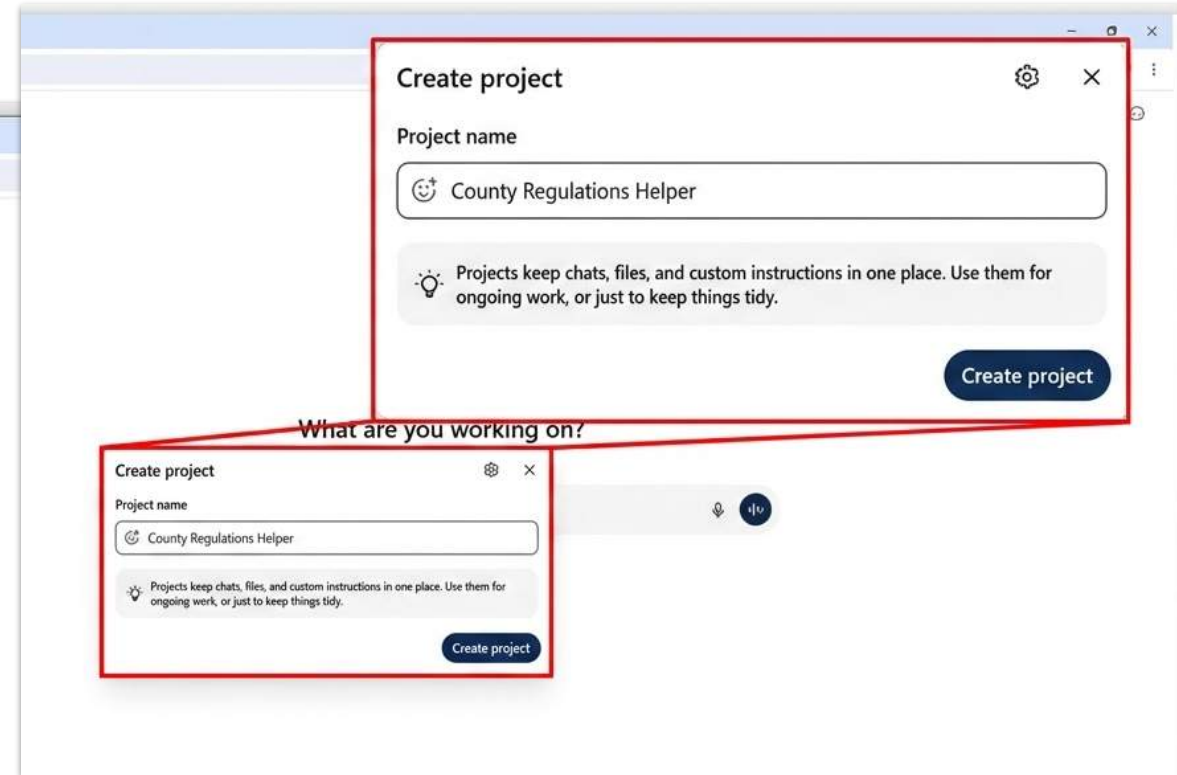 Create project
Project name
County Regulations Helper
Projects keep chats, files, and custom instructions in one place. Use them for
ongoing work, or just to keep things tidy.
Create project
What are you working on?
Create project
Project name
County Regulations Helper
Projects keep chats, files, and custom instructions in one place. Use them for
ongoing work, or just to keep things tidy.
Create project